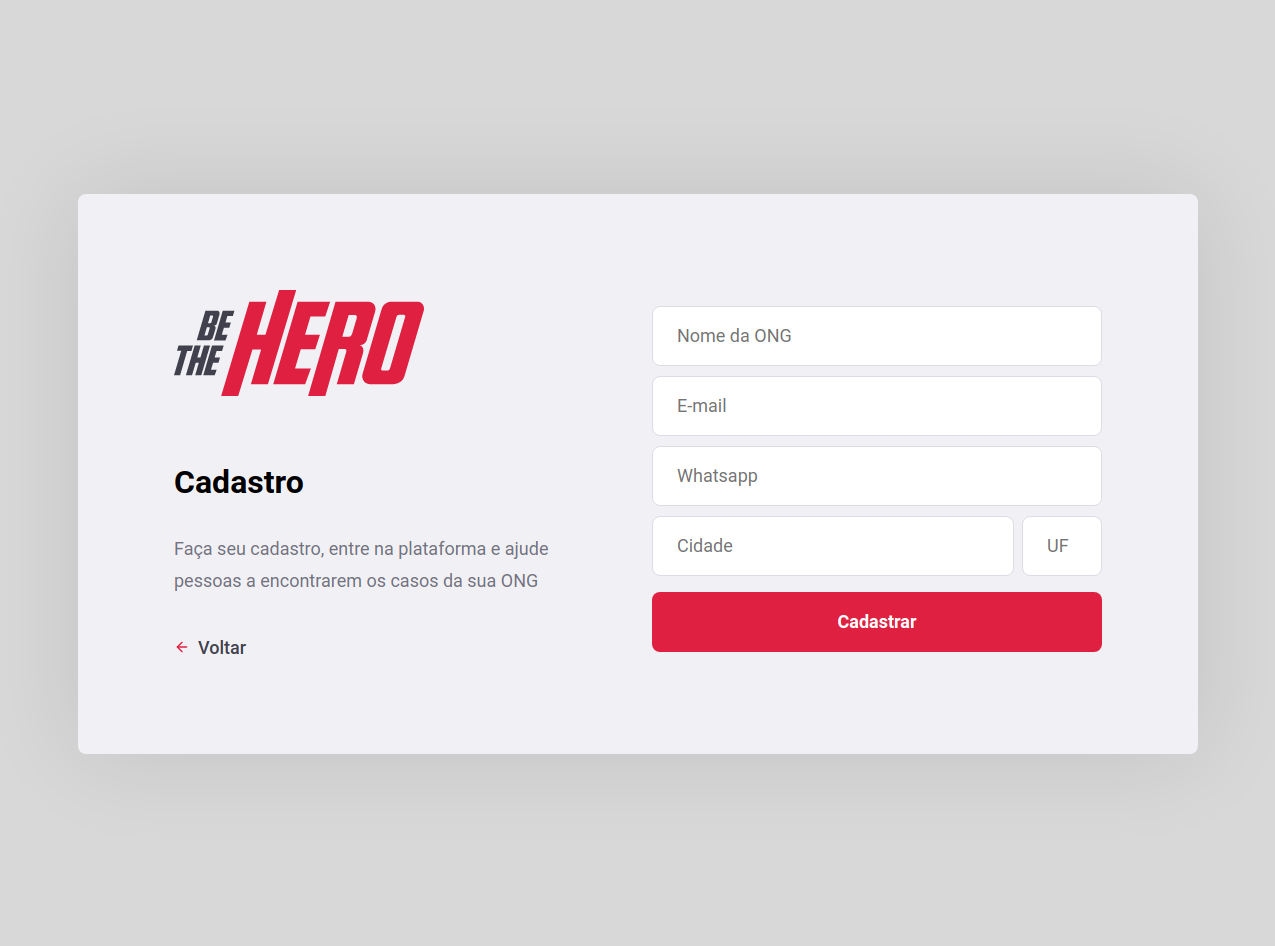 BE
THE
HERO
Cadastro
Faça seu cadastro, entre na plataforma e ajude
pessoas a encontrarem os casos da sua ONG
Voltar
Nome da ONG
E-mail
Whatsapp
Cidade
UF
Cadastrar